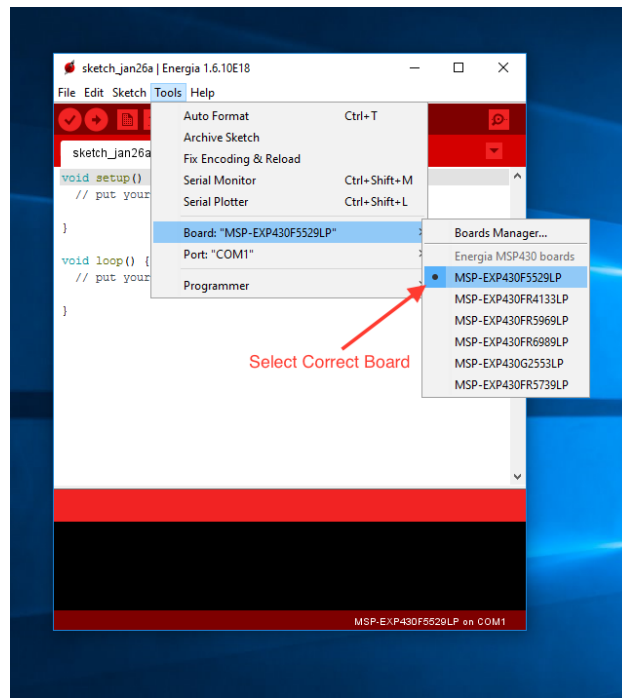 sketch_jan26a | Energia 1.6.10E18
File Edit Sketch Tools Help
sketch_jan26a
void setup()
// put your
}
void loop() {
// put your
}
Auto Format Ctrl+T
Archive Sketch
Fix Encoding & Reload
Serial Monitor Ctrl+Shift+M
Serial Plotter Ctrl+Shift+L
Board: "MSP-EXP430F5529LP"
Port: "COM1"
Programmer
Boards Manager...
Energia MSP430 boards
MSP-EXP430F5529LP
MSP-EXP430FR4133LP
MSP-EXP430FR5969LP
MSP-EXP430FR6989LP
MSP-EXP430G2553LP
MSP-EXP430FR5739LP
Select Correct Board
MSP-EXP430F5529LP on COM1